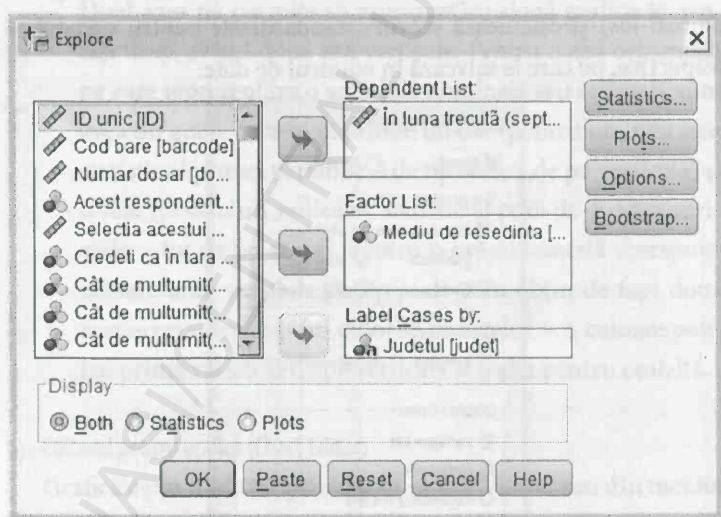 Explore
Dependent List:
ID unic [ID]
Cod bare [barcode]
Numar dosar [do...
Acest respondent...
Selectia acestui ...
Credeti ca în tara ...
Cât de multumit(...
Cât de multumit(...
Cât de multumit(...
În luna trecută (sept...
Factor List:
Mediu de resedinta [...
Label Cases by:
Judetul [judet]
Statistics...
Plots...
Options...
Bootstrap...
Display
Both Statistics Plots
OK Paste Reset Cancel Help